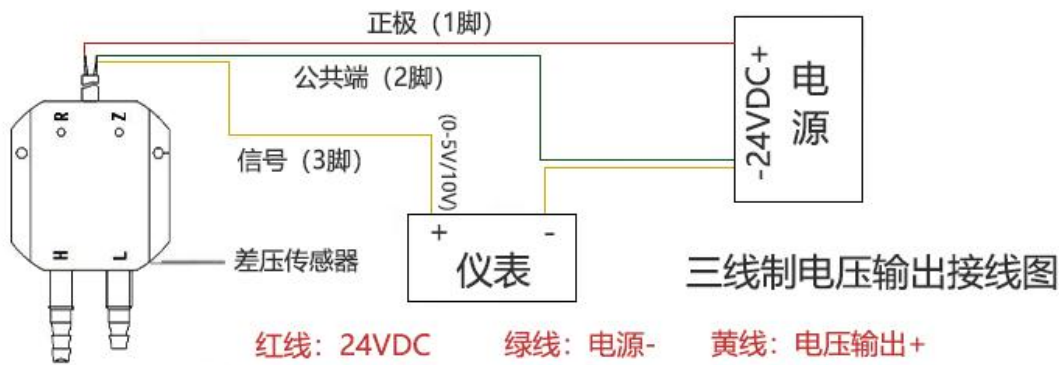 正极（1脚）
公共端（2脚）
信号（3脚）
(0-5V/10V)
-24VDC+
电源
R
Z
H
L
差压传感器
+ -
仪表
三线制电压输出接线图
红线：24VDC 绿线：电源- 黄线：电压输出+